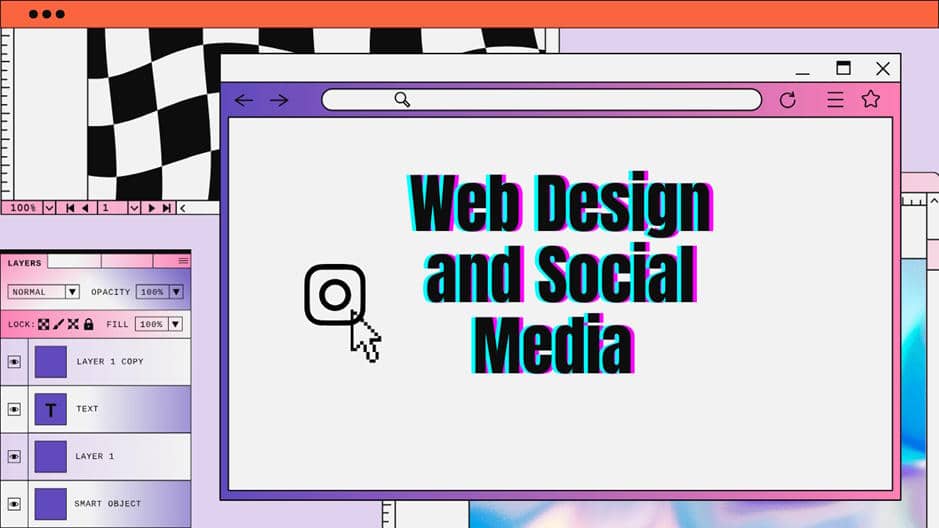 Web Design
and Social
Media
100% 1
LAYERS
NORMAL OPACITY 100%
LOCK: FILL 100%
LAYER 1 COPY
T TEXT
LAYER 1
SMART OBJECT